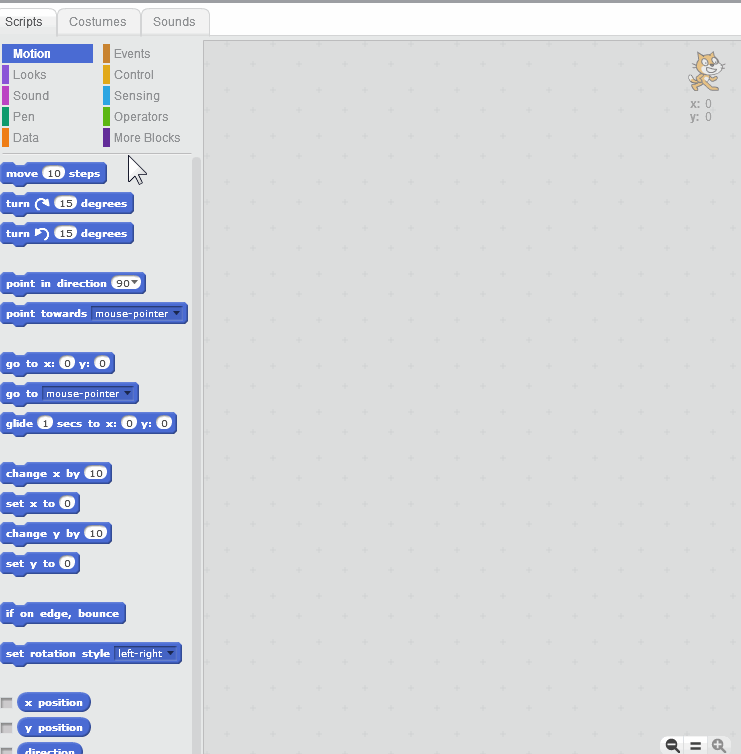 Scripts Costumes Sounds
Motion Events
Looks Control
Sound Sensing
Pen Operators
Data More Blocks
x: 0
y: 0
move 10 steps
turn 15 degrees
turn 15 degrees
point in direction 90
point towards mouse-pointer
go to x: 0 y: 0
go to mouse-pointer
glide 1 secs to x: 0 y: 0
change x by 10
set x to 0
change y by 10
set y to 0
if on edge, bounce
set rotation style left-right
x position
y position
direction